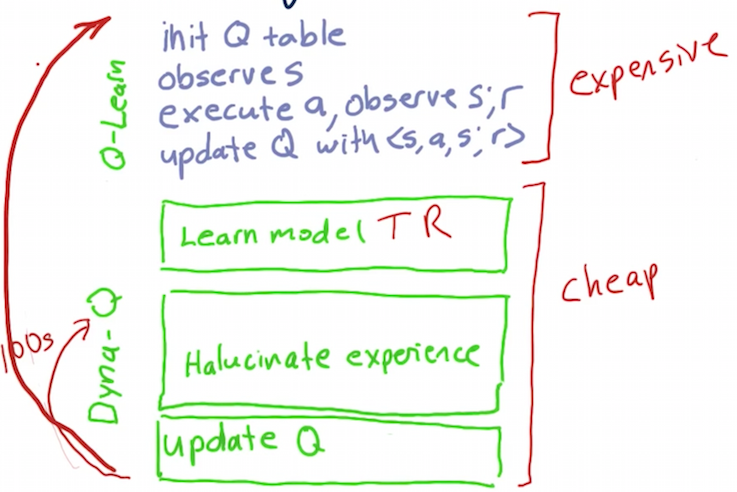 init Q table
observe s
execute a, observe s', r
update Q with <s, a, s', r>
Q-Learn
expensive
Learn model T R
cheap
Dyna-Q
100s
Halucinate experience
update Q